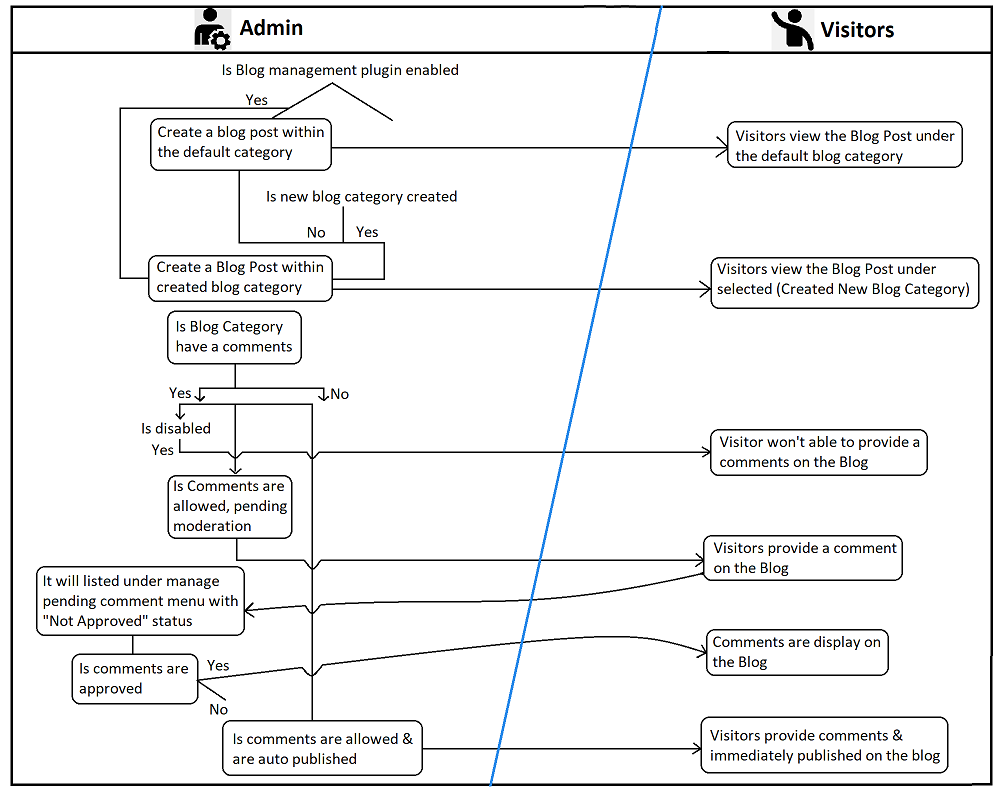 Admin
Visitors
Is Blog management plugin enabled
Yes
Create a blog post within
the default category
Visitors view the Blog Post under
the default blog category
Is new blog category created
No
Yes
Create a Blog Post within
created blog category
Visitors view the Blog Post under
selected (Created New Blog Category)
Is Blog Category
have a comments
Yes
No
Is disabled
Yes
Visitor won't able to provide a
comments on the Blog
Is Comments are
allowed, pending
moderation
Visitors provide a comment
on the Blog
It will listed under manage
pending comment menu with
"Not Approved" status
Comments are display on
the Blog
Is comments are
approved
Yes
No
Is comments are allowed &
are auto published
Visitors provide comments &
immediately published on the blog